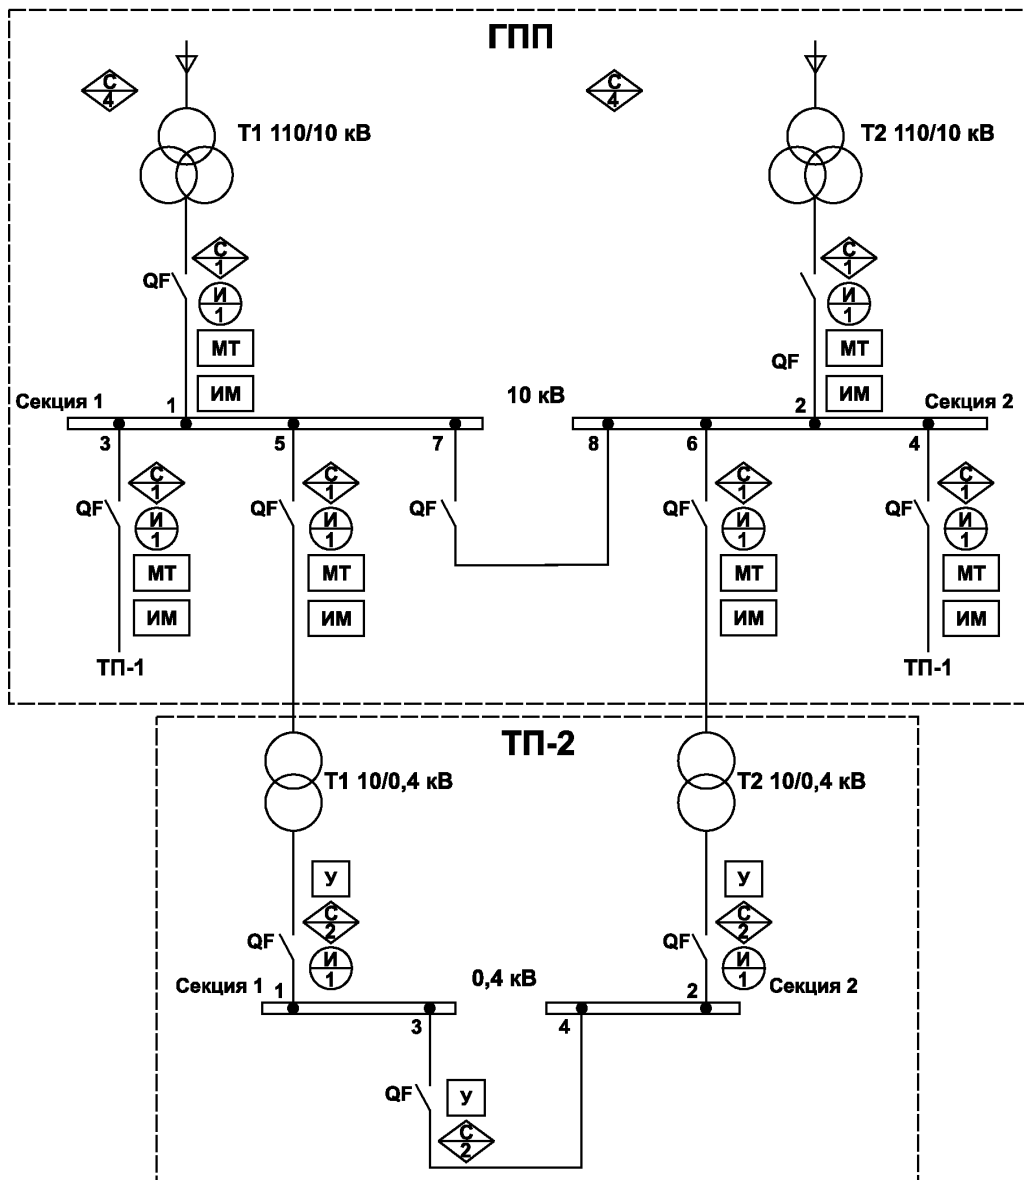 ГПП
С
4
С
4
Т1 110/10 кВ
Т2 110/10 кВ
С
1
С
1
QF
И
1
И
1
МТ
QF
МТ
ИМ
ИМ
Секция 1
1
10 кВ
2
Секция 2
3
5
7
8
6
4
С
1
С
1
С
1
С
1
QF
И
1
QF
И
1
QF
QF
И
1
QF
И
1
МТ
МТ
МТ
МТ
ИМ
ИМ
ИМ
ИМ
ТП-1
ТП-1
ТП-2
Т1 10/0,4 кВ
Т2 10/0,4 кВ
У
У
С
2
С
2
QF
И
1
QF
И
1
Секция 1
1
0,4 кВ
2
Секция 2
3
4
QF
У
С
2